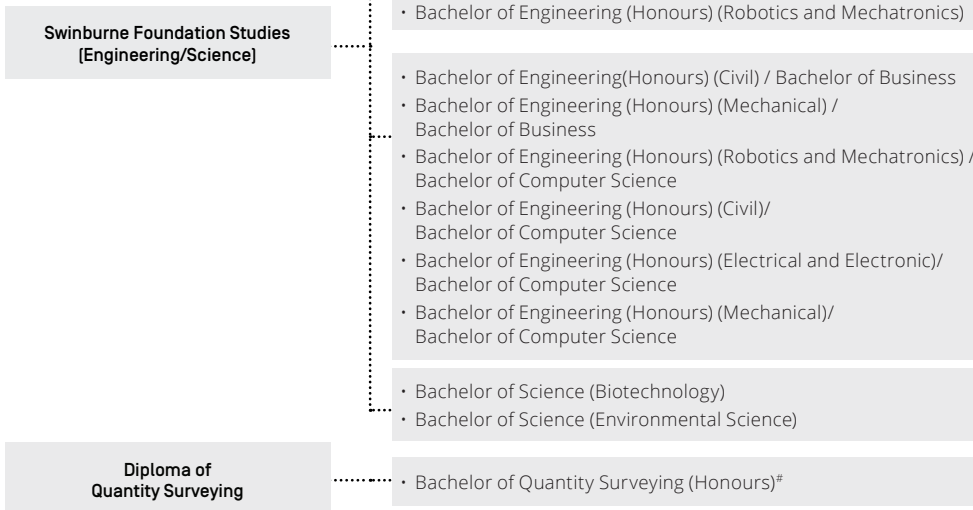 • Bachelor of Engineering (Honours) (Robotics and Mechatronics)
Swinburne Foundation Studies
(Engineering/Science)
• Bachelor of Engineering(Honours) (Civil) / Bachelor of Business
• Bachelor of Engineering (Honours) (Mechanical) /
Bachelor of Business
• Bachelor of Engineering (Honours) (Robotics and Mechatronics) /
Bachelor of Computer Science
• Bachelor of Engineering (Honours) (Civil)/
Bachelor of Computer Science
• Bachelor of Engineering (Honours) (Electrical and Electronic)/
Bachelor of Computer Science
• Bachelor of Engineering (Honours) (Mechanical)/
Bachelor of Computer Science
• Bachelor of Science (Biotechnology)
• Bachelor of Science (Environmental Science)
Diploma of
Quantity Surveying
• Bachelor of Quantity Surveying (Honours)#